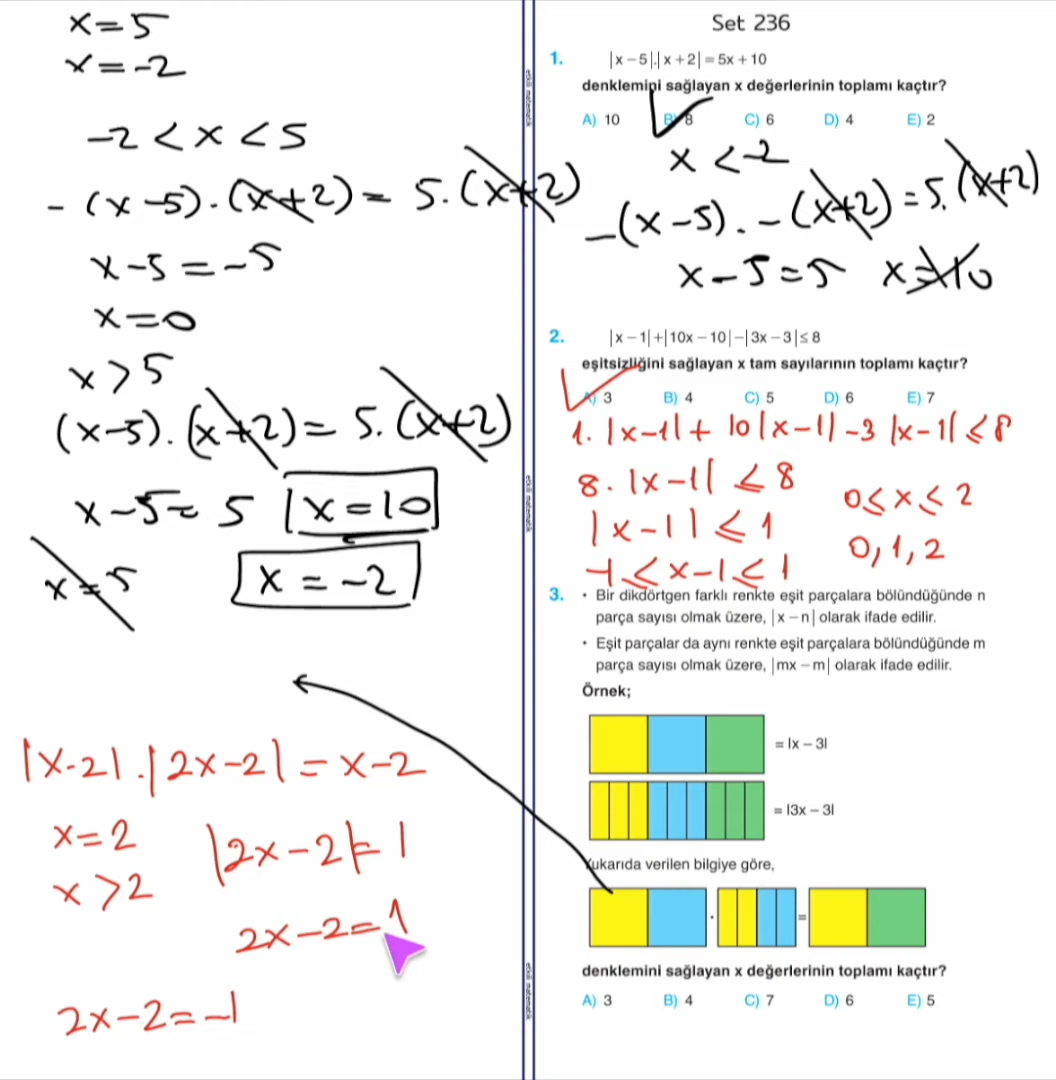 x=5
x=-2
-2<x<5
-(x-5).(x+2)=5.(x+2)
x-5=-5
x=0
x>5
(x-5).(x+2)=5.(x+2)
x-5=5 x=10
x=5 x=-2
|x-2|.|2x-2|=x-2
x=2 |2x-2|=1
x>2
2x-2=1
2x-2=-1
Set 236
1. |x-5|.|x+2|=5x+10
denklemini sağlayan x değerlerinin toplamı kaçtır?
A) 10 B) 8 C) 6 D) 4 E) 2
x<-2
-(x-5).-(x+2)=5.(x+2)
x-5=5 x=10
2. |x-1|+|10x-10|-|3x-3|≤8
eşitsizliğini sağlayan x tam sayılarının toplamı kaçtır?
A) 3 B) 4 C) 5 D) 6 E) 7
1.|x-1|+10|x-1|-3|x-1|≤8
8.|x-1|≤8
0≤x≤2
|x-1|≤1
0,1,2
-1≤x-1≤1
3. • Bir dikdörtgen farklı renkte eşit parçalara bölündüğünde n
parça sayısı olmak üzere, |x-n| olarak ifade edilir.
• Eşit parçalar da aynı renkte eşit parçalara bölündüğünde m
parça sayısı olmak üzere, |mx-m| olarak ifade edilir.
Örnek;
= |x-3|
= |3x-3|
Yukarıda verilen bilgiye göre,
. =
denklemini sağlayan x değerlerinin toplamı kaçtır?
A) 3 B) 4 C) 7 D) 6 E) 5
etkili matematik
etkili matematik
etkili matematik